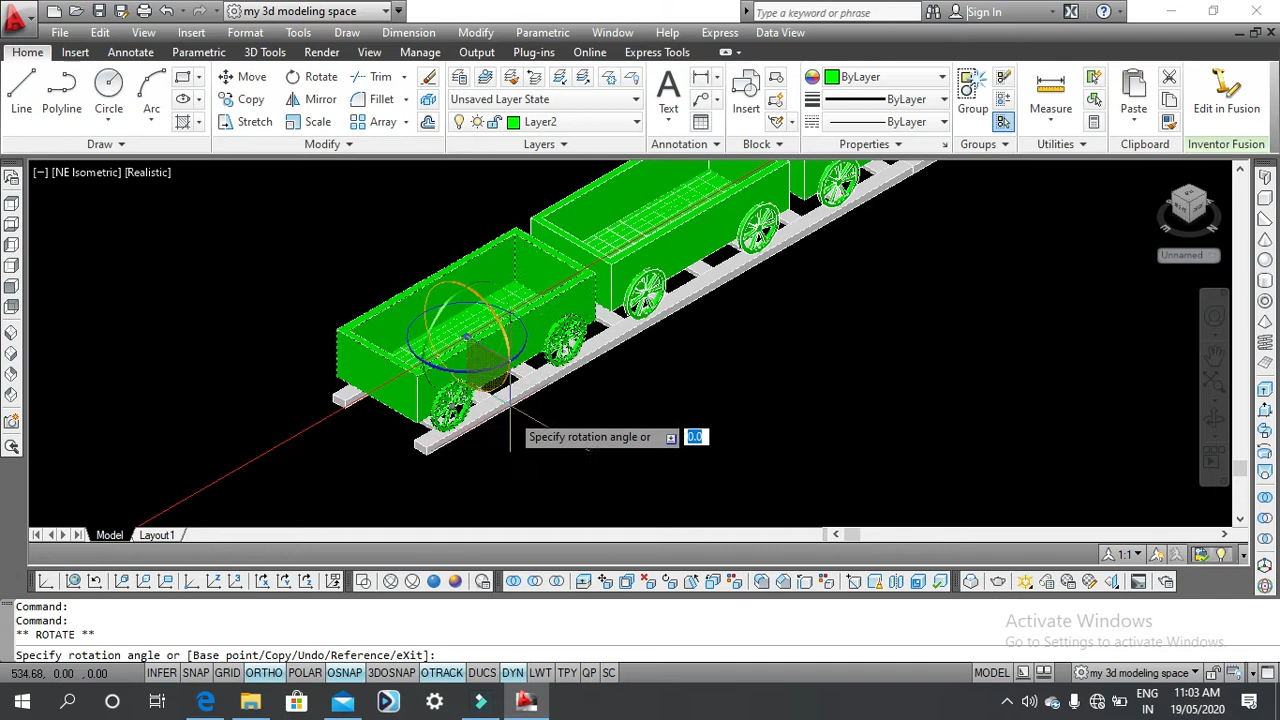 my 3d modeling space
Type a keyword or phrase
Sign In
File Edit View Insert Format Tools Draw Dimension Modify Parametric Window Help Express Data View
Home Insert Annotation Parametric 3D Tools Render View Manage Output Plug-ins Online Express Tools
Line Polyline Circle Arc
Move Rotate Trim
Copy Mirror Fillet
Stretch Scale Array
Unsaved Layer State
Layer2
Text Insert
ByLayer
ByLayer
ByLayer
Group Measure Paste Edit in Fusion
Draw Modify Layers Annotation Block Properties Groups Utilities Clipboard Inventor Fusion
[−] [NE Isometric] [Realistic]
Unnamed
Specify rotation angle or 0.0
Model Layout1
1:1
Command:
Command:
** ROTATE **
Specify rotation angle or [Base point/Copy/Undo/Reference/eXit]:
Activate Windows
Go to Settings to activate Windows.
534.68, 0.00 , 0.00 INFER SNAP GRID ORTHO POLAR OSNAP 3DOSNAP OTRACK DUCS DYN LWT TPY QP SC MODEL my 3d modeling space
ENG
IN
11:03 AM
19/05/2020